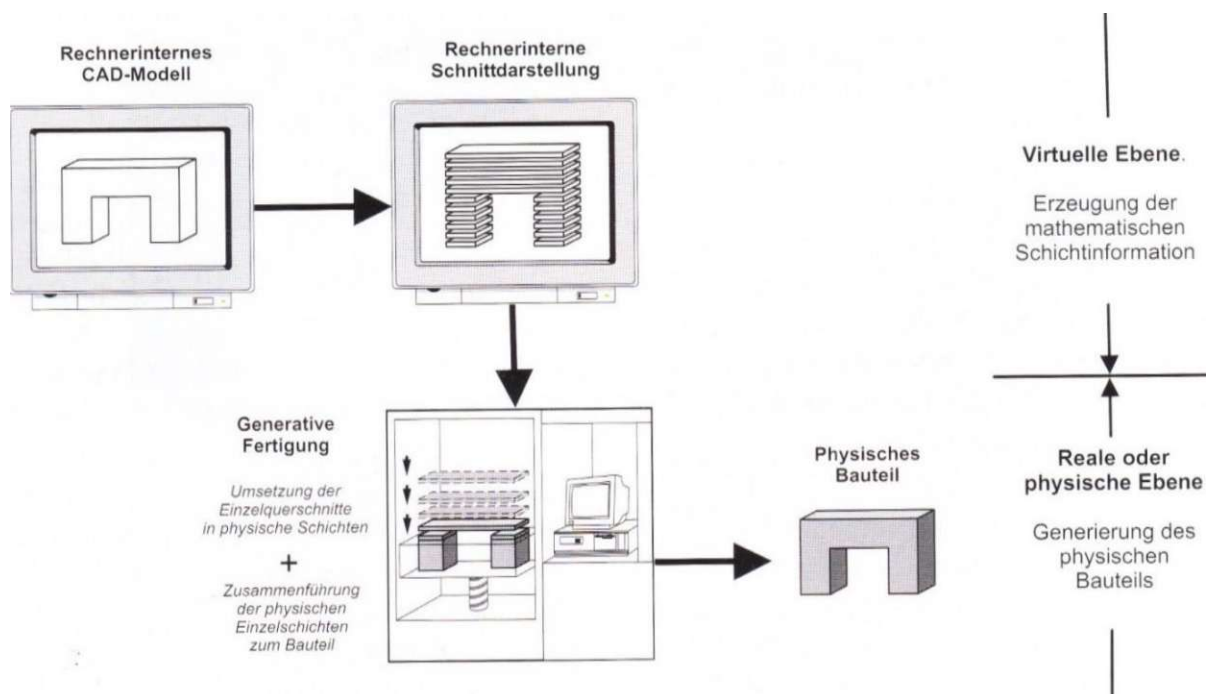 Rechnerinternes
CAD-Modell
Rechnerinterne
Schnittdarstellung
Virtuelle Ebene.
Erzeugung der
mathematischen
Schichtinformation
Generative
Fertigung
Umsetzung der
Einzelquerschnitte
in physische Schichten
+
Zusammenführung
der physischen
Einzelschichten
zum Bauteil
Physisches
Bauteil
Reale oder
physische Ebene
Generierung des
physischen
Bauteils